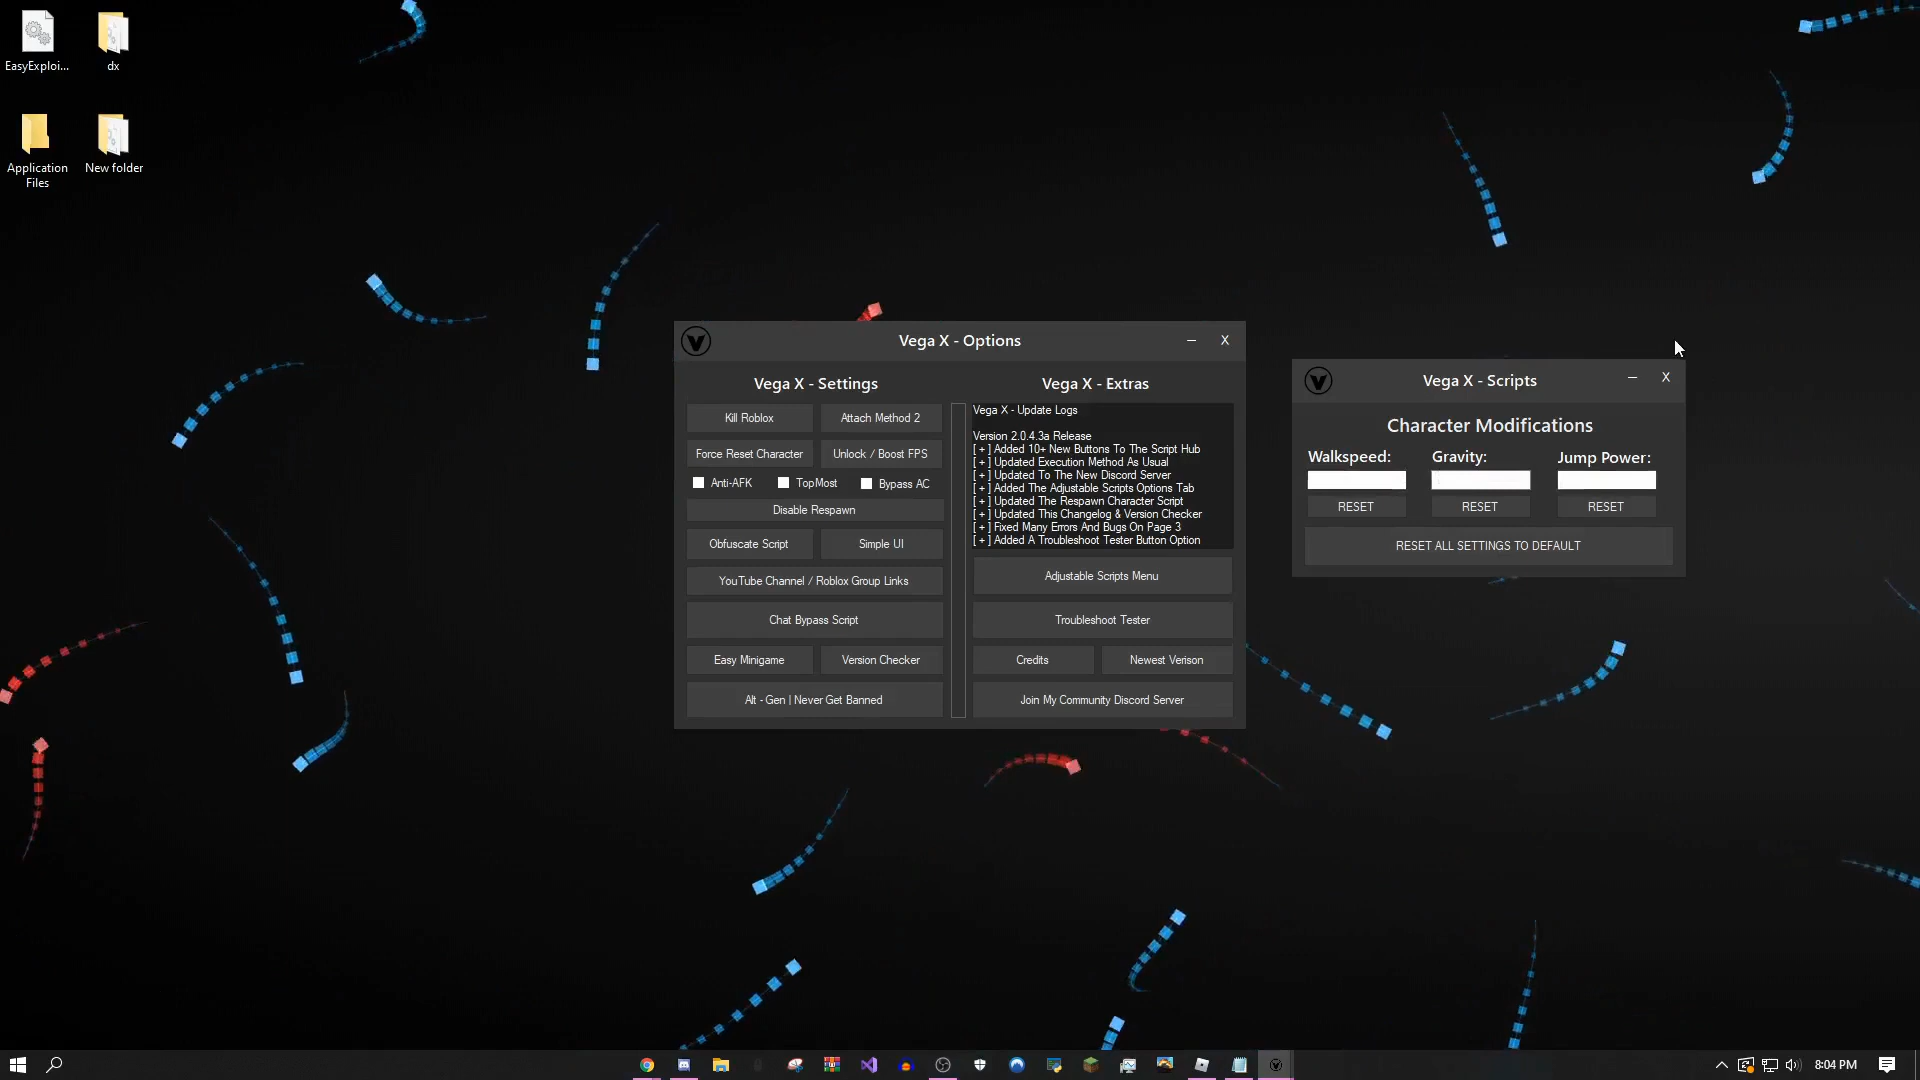 EasyExploi...
dx
Application
Files
New folder
Vega X - Options
X
Vega X - Settings
Vega X - Extras
Kill Roblox
Attach Method 2
Force Reset Character
Unlock / Boost FPS
Anti-AFK
TopMost
Bypass AC
Disable Respawn
Obfuscate Script
Simple UI
YouTube Channel / Roblox Group Links
Chat Bypass Script
Easy Minigame
Version Checker
Alt - Gen | Never Get Banned
Vega X - Update Logs
Version 2.0.4.3a Release
[ + ] Added 10+ New Buttons To The Script Hub
[ + ] Updated Execution Method As Usual
[ + ] Updated To The New Discord Server
[ + ] Added The Adjustable Scripts Options Tab
[ + ] Updated The Respawn Character Script
[ + ] Updated This Changelog & Version Checker
[ + ] Fixed Many Errors And Bugs On Page 3
[ + ] Added A Troubleshoot Tester Button Option
Adjustable Scripts Menu
Troubleshoot Tester
Credits
Newest Verison
Join My Community Discord Server
Vega X - Scripts
X
Character Modifications
Walkspeed:
Gravity:
Jump Power:
RESET
RESET
RESET
RESET ALL SETTINGS TO DEFAULT
8:04 PM